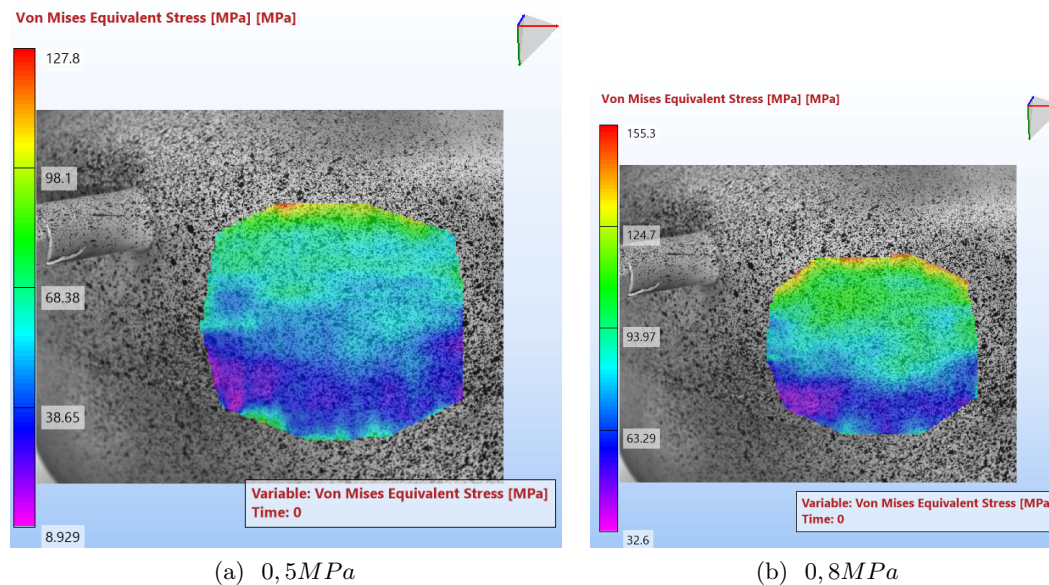 Von Mises Equivalent Stress [MPa] [MPa]
127.8
98.1
68.38
38.65
8.929
Variable: Von Mises Equivalent Stress [MPa]
Time: 0
(a) 0, 5MPa
Von Mises Equivalent Stress [MPa] [MPa]
155.3
124.7
93.97
63.29
32.6
Variable: Von Mises Equivalent Stress [MPa
Time: 0
(b) 0, 8MPa